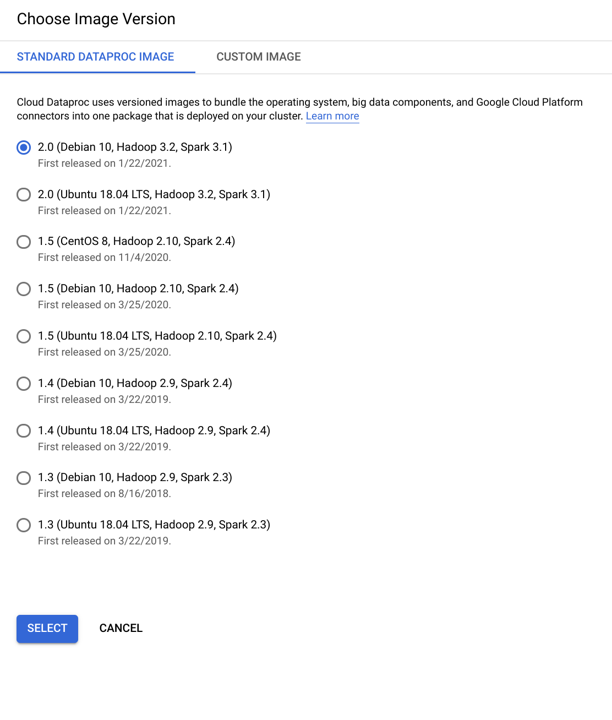 Choose Image Version
STANDARD DATAPROC IMAGE
CUSTOM IMAGE
Cloud Dataproc uses versioned images to bundle the operating system, big data components, and Google Cloud Platform
connectors into one package that is deployed on your cluster. Learn more
2.0 (Debian 10, Hadoop 3.2, Spark 3.1)
First released on 1/22/2021.
2.0 (Ubuntu 18.04 LTS, Hadoop 3.2, Spark 3.1)
First released on 1/22/2021.
1.5 (CentOS 8, Hadoop 2.10, Spark 2.4)
First released on 11/4/2020.
1.5 (Debian 10, Hadoop 2.10, Spark 2.4)
First released on 3/25/2020.
1.5 (Ubuntu 18.04 LTS, Hadoop 2.10, Spark 2.4)
First released on 3/25/2020.
1.4 (Debian 10, Hadoop 2.9, Spark 2.4)
First released on 3/22/2019.
1.4 (Ubuntu 18.04 LTS, Hadoop 2.9, Spark 2.4)
First released on 3/22/2019.
1.3 (Debian 10, Hadoop 2.9, Spark 2.3)
First released on 8/16/2018.
1.3 (Ubuntu 18.04 LTS, Hadoop 2.9, Spark 2.3)
First released on 3/22/2019.
SELECT
CANCEL